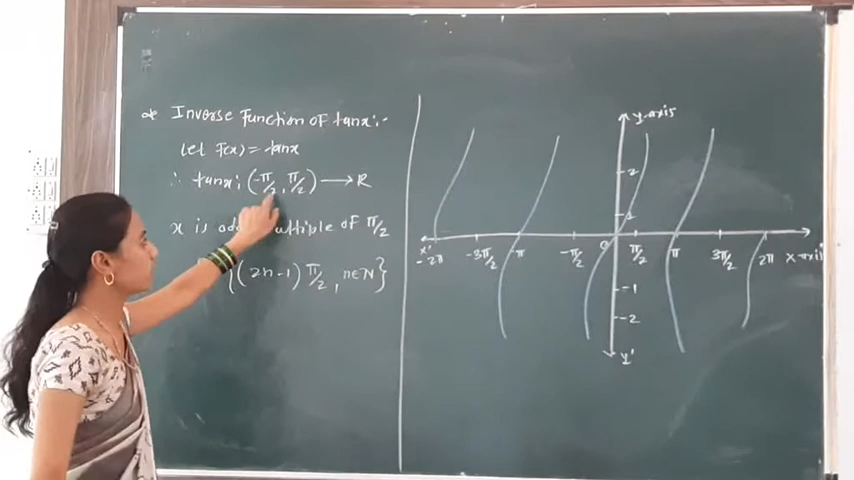 * Inverse Function of tanx:-
Let F(x) = tanx
∴ tanx: (-π/2, π/2) → R
x is odd multiple of π/2
{(2n-1) π/2, n∈N}
y-axis
2
1
x' O x-axis
-2π -3π/2 -π -π/2 π/2 π 3π/2 2π
-1
-2
y'